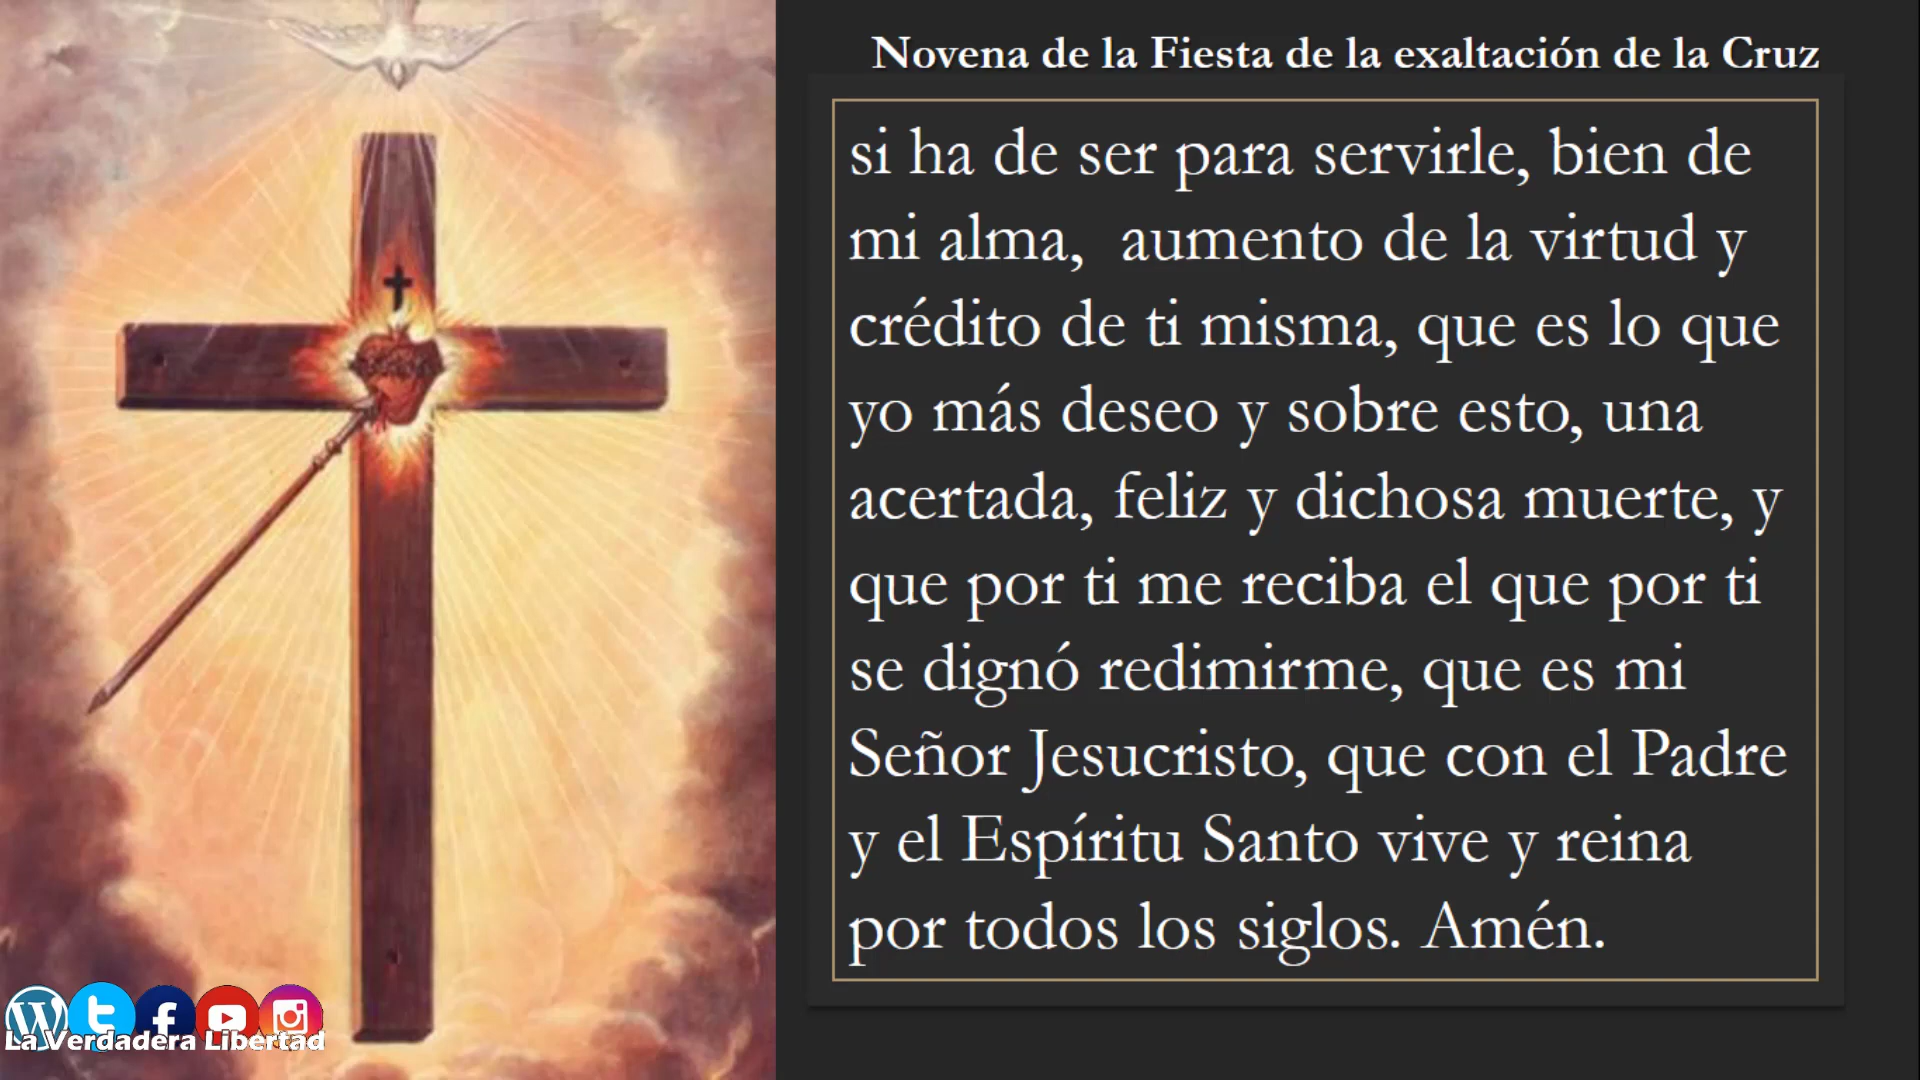 Novena de la Fiesta de la exaltación de la Cruz
si ha de ser para servirle, bien de
mi alma,  aumento de la virtud y
crédito de ti misma, que es lo que
yo más deseo y sobre esto, una
acertada, feliz y dichosa muerte, y
que por ti me reciba el que por ti
se dignó redimirme, que es mi
Señor Jesucristo, que con el Padre
y el Espíritu Santo vive y reina
por todos los siglos. Amén.
La Verdadera Libertad